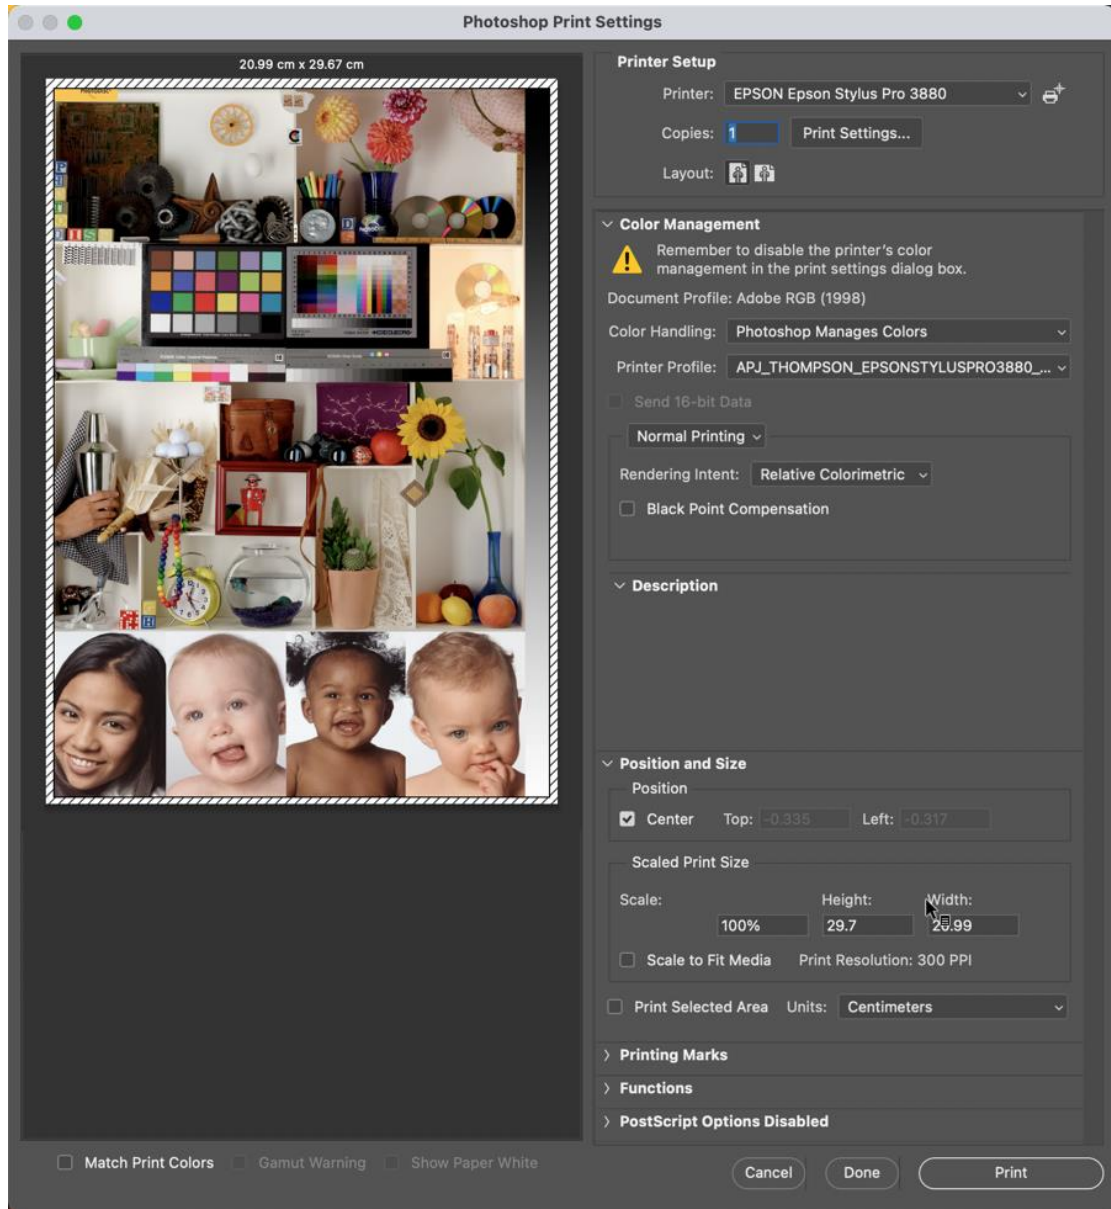 Photoshop Print Settings
20.99 cm x 29.67 cm
Printer Setup
Printer: EPSON Epson Stylus Pro 3880
Copies: 1 Print Settings...
Layout:
Color Management
Remember to disable the printer's color
management in the print settings dialog box.
Document Profile: Adobe RGB (1998)
Color Handling: Photoshop Manages Colors
Printer Profile: APJ_THOMPSON_EPSONSTYLUSPRO3880_...
Send 16-bit Data
Normal Printing
Rendering Intent: Relative Colorimetric
Black Point Compensation
Description
Position and Size
Position
Center Top: -0.335 Left: -0.317
Scaled Print Size
Scale: Height: Width:
100% 29.7 20.99
Scale to Fit Media Print Resolution: 300 PPI
Print Selected Area Units: Centimeters
Printing Marks
Functions
PostScript Options Disabled
Match Print Colors Gamut Warning Show Paper White
Cancel Done Print